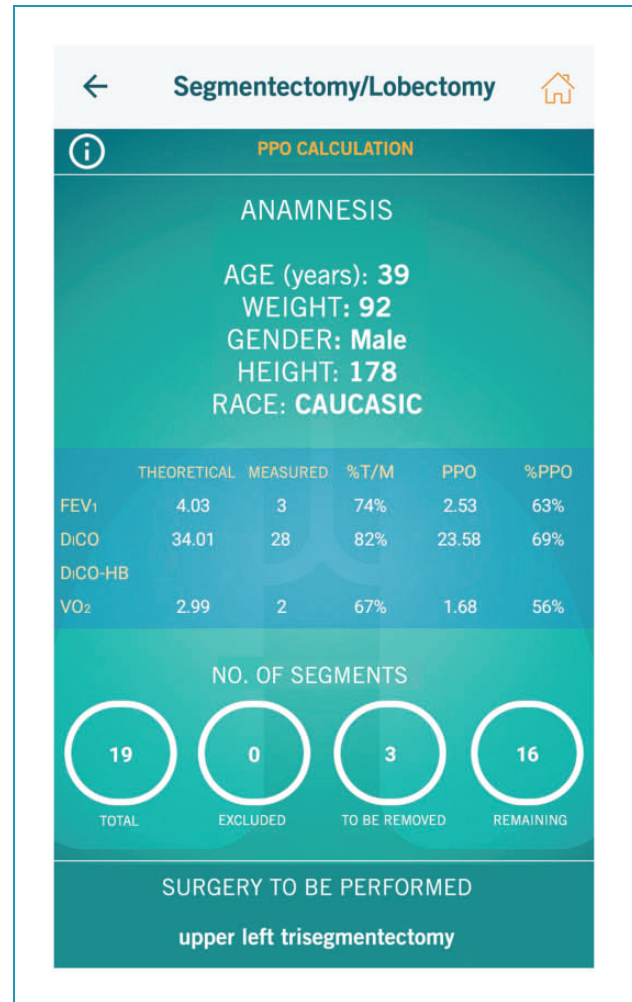 Segmentectomy/Lobectomy
i PPO CALCULATION
ANAMNESIS
AGE (years): 39
WEIGHT: 92
GENDER: Male
HEIGHT: 178
RACE: CAUCASIC
THEORETICAL MEASURED %T/M PPO %PPO
FEV1 4.03 3 74% 2.53 63%
DlCO 34.01 28 82% 23.58 69%
DlCO-HB
VO2 2.99 2 67% 1.68 56%
NO. OF SEGMENTS
19 0 3 16
TOTAL EXCLUDED TO BE REMOVED REMAINING
SURGERY TO BE PERFORMED
upper left trisegmentectomy